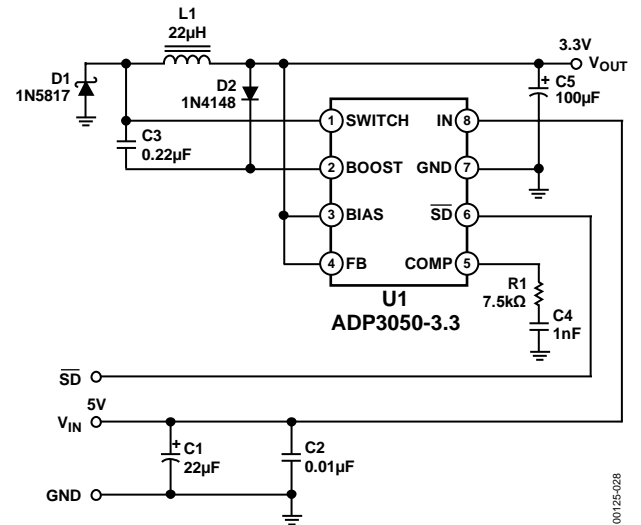 L1
22µH
3.3V
VOUT
D1
1N5817
D2
1N4148
C5
+
100µF
C3
0.22µF
1 SWITCH IN 8
2 BOOST GND 7
3 BIAS SD 6
4 FB COMP 5
U1
ADP3050-3.3
R1
7.5kΩ
C4
1nF
SD
5V
VIN
+
C1
22µF
C2
0.01µF
GND
00125-028